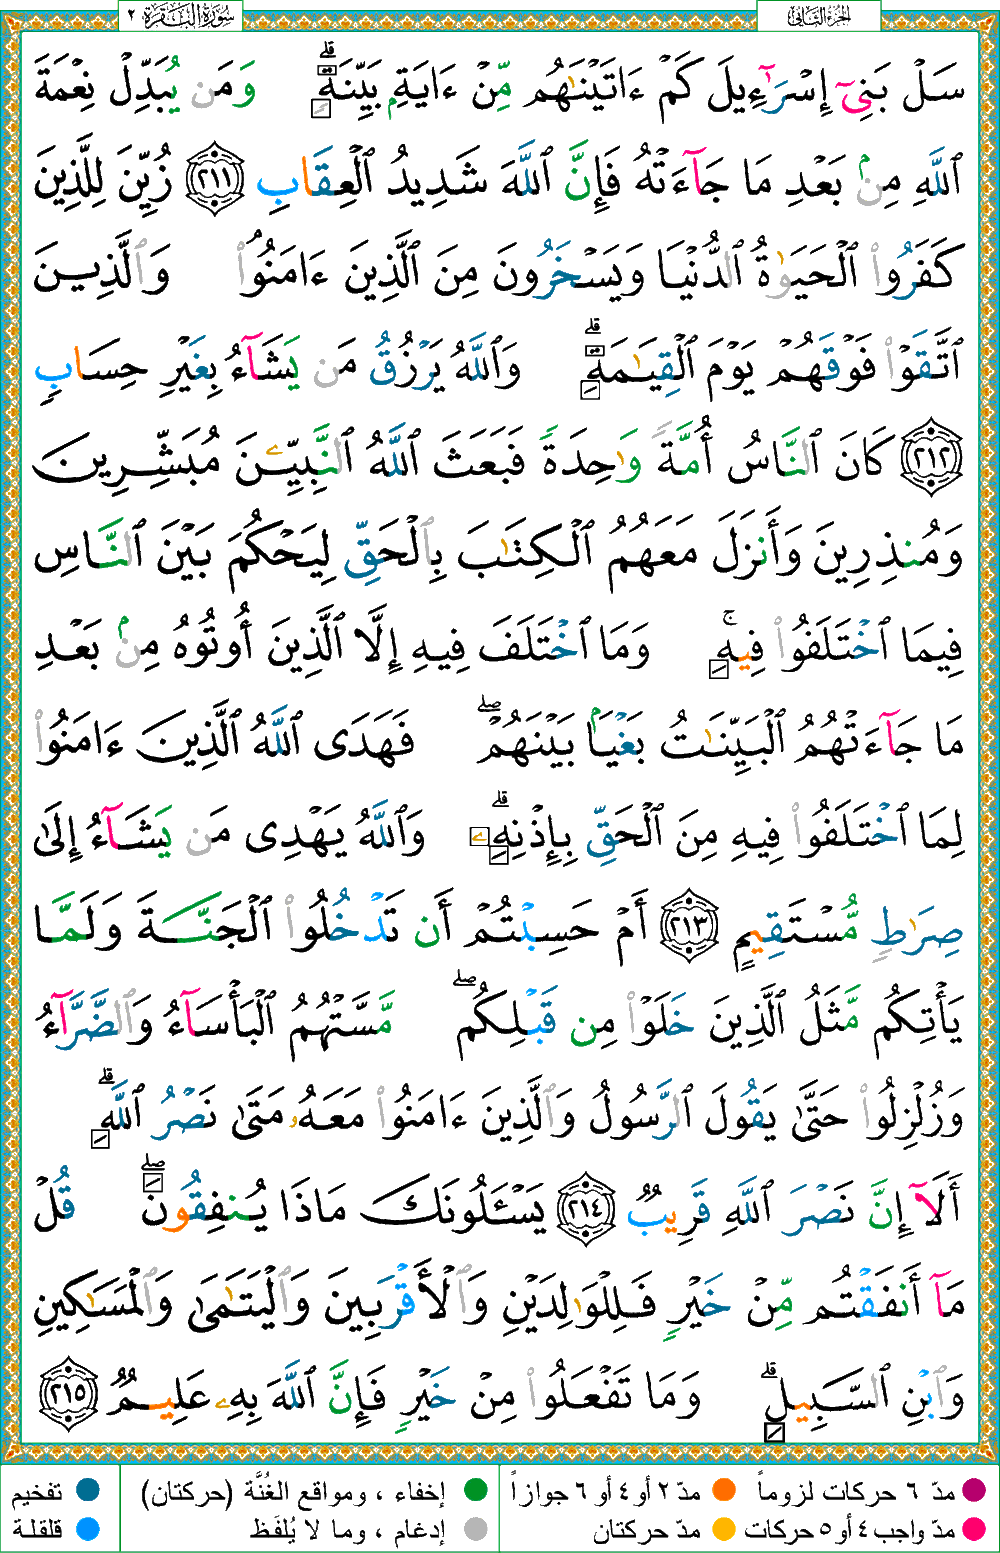 سُورَةُ البَقَرَة ٢
الجُزءُ الثَّانِي
سَلۡ بَنِيٓ إِسۡرَٰٓءِيلَ كَمۡ ءَاتَيۡنَٰهُم مِّنۡ ءَايَةِۭ بَيِّنَةٖۗ وَمَن يُبَدِّلۡ نِعۡمَةَ
ٱللَّهِ مِنۢ بَعۡدِ مَا جَآءَتۡهُ فَإِنَّ ٱللَّهَ شَدِيدُ ٱلۡعِقَابِ ٢١١ زُيِّنَ لِلَّذِينَ
كَفَرُواْ ٱلۡحَيَوٰةُ ٱلدُّنۡيَا وَيَسۡخَرُونَ مِنَ ٱلَّذِينَ ءَامَنُواْۘ وَٱلَّذِينَ
ٱتَّقَوۡاْ فَوۡقَهُمۡ يَوۡمَ ٱلۡقِيَٰمَةِۗ وَٱللَّهُ يَرۡزُقُ مَن يَشَآءُ بِغَيۡرِ حِسَابٖ
٢١٢ كَانَ ٱلنَّاسُ أُمَّةٗ وَٰحِدَةٗ فَبَعَثَ ٱللَّهُ ٱلنَّبِيِّـۧنَ مُبَشِّرِينَ
وَمُنذِرِينَ وَأَنزَلَ مَعَهُمُ ٱلۡكِتَٰبَ بِٱلۡحَقِّ لِيَحۡكُمَ بَيۡنَ ٱلنَّاسِ
فِيمَا ٱخۡتَلَفُواْ فِيهِۚ وَمَا ٱخۡتَلَفَ فِيهِ إِلَّا ٱلَّذِينَ أُوتُوهُ مِنۢ بَعۡدِ
مَا جَآءَتۡهُمُ ٱلۡبَيِّنَٰتُ بَغۡيَۢا بَيۡنَهُمۡۖ فَهَدَى ٱللَّهُ ٱلَّذِينَ ءَامَنُواْ
لِمَا ٱخۡتَلَفُواْ فِيهِ مِنَ ٱلۡحَقِّ بِإِذۡنِهِۦۗ وَٱللَّهُ يَهۡدِي مَن يَشَآءُ إِلَىٰ
صِرَٰطٖ مُّسۡتَقِيمٍ ٢١٣ أَمۡ حَسِبۡتُمۡ أَن تَدۡخُلُواْ ٱلۡجَنَّةَ وَلَمَّا
يَأۡتِكُم مَّثَلُ ٱلَّذِينَ خَلَوۡاْ مِن قَبۡلِكُمۖ مَّسَّتۡهُمُ ٱلۡبَأۡسَآءُ وَٱلضَّرَّآءُ
وَزُلۡزِلُواْ حَتَّىٰ يَقُولَ ٱلرَّسُولُ وَٱلَّذِينَ ءَامَنُواْ مَعَهُۥ مَتَىٰ نَصۡرُ ٱللَّهِۗ
أَلَآ إِنَّ نَصۡرَ ٱللَّهِ قَرِيبٞ ٢١٤ يَسۡـَٔلُونَكَ مَاذَا يُنفِقُونَۖ قُلۡ
مَآ أَنفَقۡتُم مِّنۡ خَيۡرٖ فَلِلۡوَٰلِدَيۡنِ وَٱلۡأَقۡرَبِينَ وَٱلۡيَتَٰمَىٰ وَٱلۡمَسَٰكِينِ
وَٱبۡنِ ٱلسَّبِيلِۗ وَمَا تَفۡعَلُواْ مِنۡ خَيۡرٖ فَإِنَّ ٱللَّهَ بِهِۦ عَلِيمٞ ٢١٥
مدّ ٦ حركات لزوماً
مدّ ٢ أو ٤ أو ٦ جوازاً
إخفاء ، ومواقع الغُنَّة (حركتان)
تفخيم
مدّ واجب ٤ أو ٥ حركات
مدّ حركتان
إدغام ، وما لا يُلفَظ
قلقلة